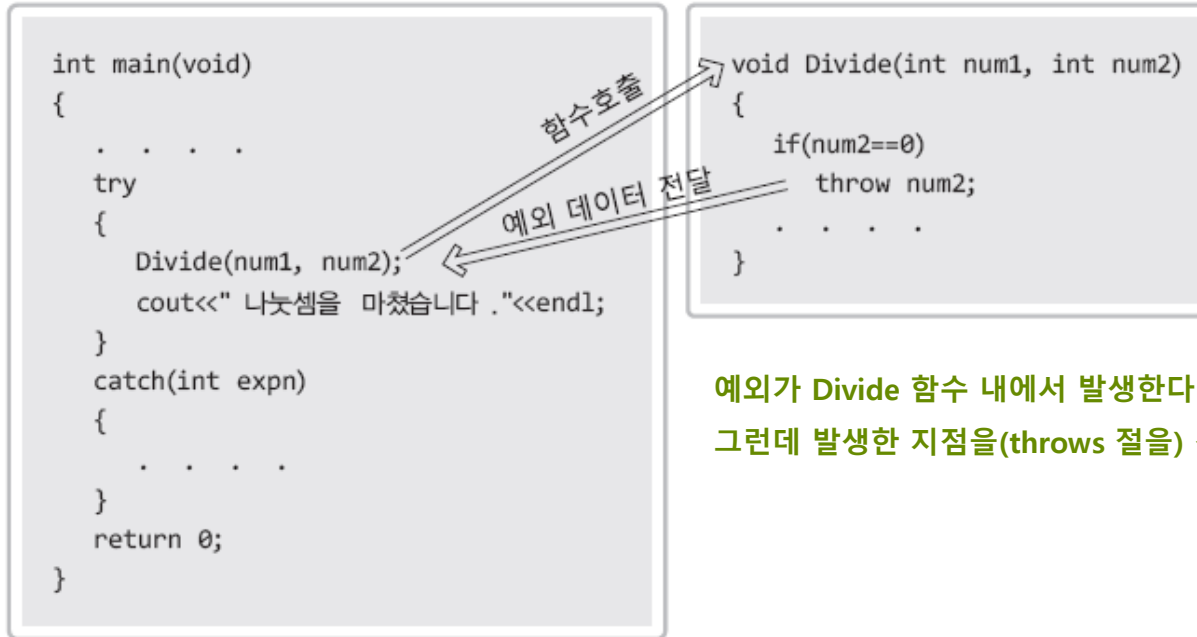 int main(void)
{
. . . .
try
{
Divide(num1, num2);
cout<<" 나눗셈을 마쳤습니다 ."<<endl;
}
catch(int expn)
{
. . . .
}
return 0;
}
함수호출
예외 데이터 전달
void Divide(int num1, int num2)
{
if(num2==0)
throw num2;
. . . .
}
예외가 Divide 함수 내에서 발생한다
그런데 발생한 지점을(throws 절을)